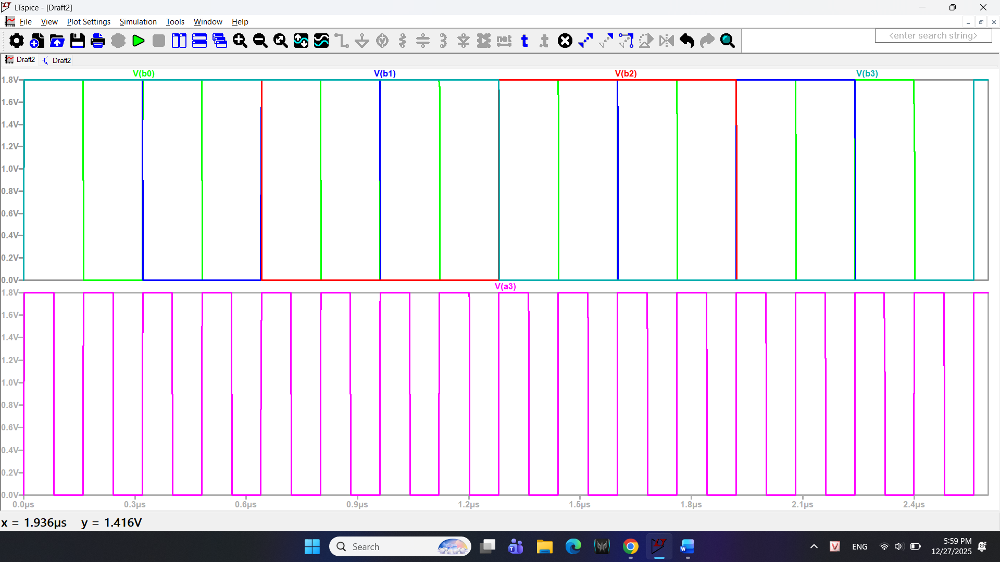 LTspice - [Draft2]
File View Plot Settings Simulation Tools Window Help
<enter search string>
Draft2 Draft2
V(b0) V(b1) V(b2) V(b3)
1.8V
1.6V
1.4V
1.2V
1.0V
0.8V
0.6V
0.4V
0.2V
0.0V
V(a3)
1.8V
1.6V
1.4V
1.2V
1.0V
0.8V
0.6V
0.4V
0.2V
0.0V
0.0µs 0.3µs 0.6µs 0.9µs 1.2µs 1.5µs 1.8µs 2.1µs 2.4µs
x = 1.936µs y = 1.416V
Search
ENG
5:59 PM
12/27/2025